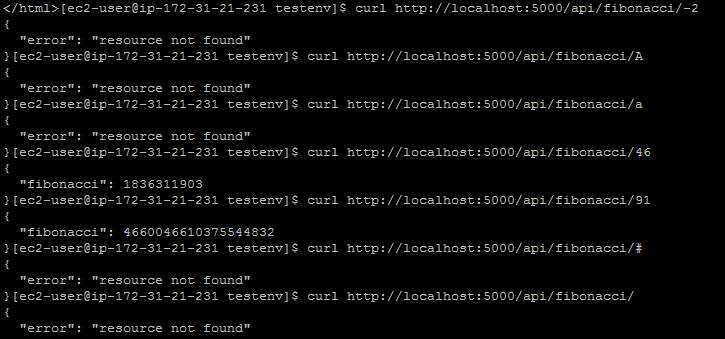 </html>[ec2-user@ip-172-31-21-231 testenv]$ curl http://localhost:5000/api/fibonacci/-2
{
  "error": "resource not found"
}[ec2-user@ip-172-31-21-231 testenv]$ curl http://localhost:5000/api/fibonacci/A
{
  "error": "resource not found"
}[ec2-user@ip-172-31-21-231 testenv]$ curl http://localhost:5000/api/fibonacci/a
{
  "error": "resource not found"
}[ec2-user@ip-172-31-21-231 testenv]$ curl http://localhost:5000/api/fibonacci/46
{
  "fibonacci": 1836311903
}[ec2-user@ip-172-31-21-231 testenv]$ curl http://localhost:5000/api/fibonacci/91
{
  "fibonacci": 4660046610375544832
}[ec2-user@ip-172-31-21-231 testenv]$ curl http://localhost:5000/api/fibonacci/#
{
  "error": "resource not found"
}[ec2-user@ip-172-31-21-231 testenv]$ curl http://localhost:5000/api/fibonacci/
{
  "error": "resource not found"